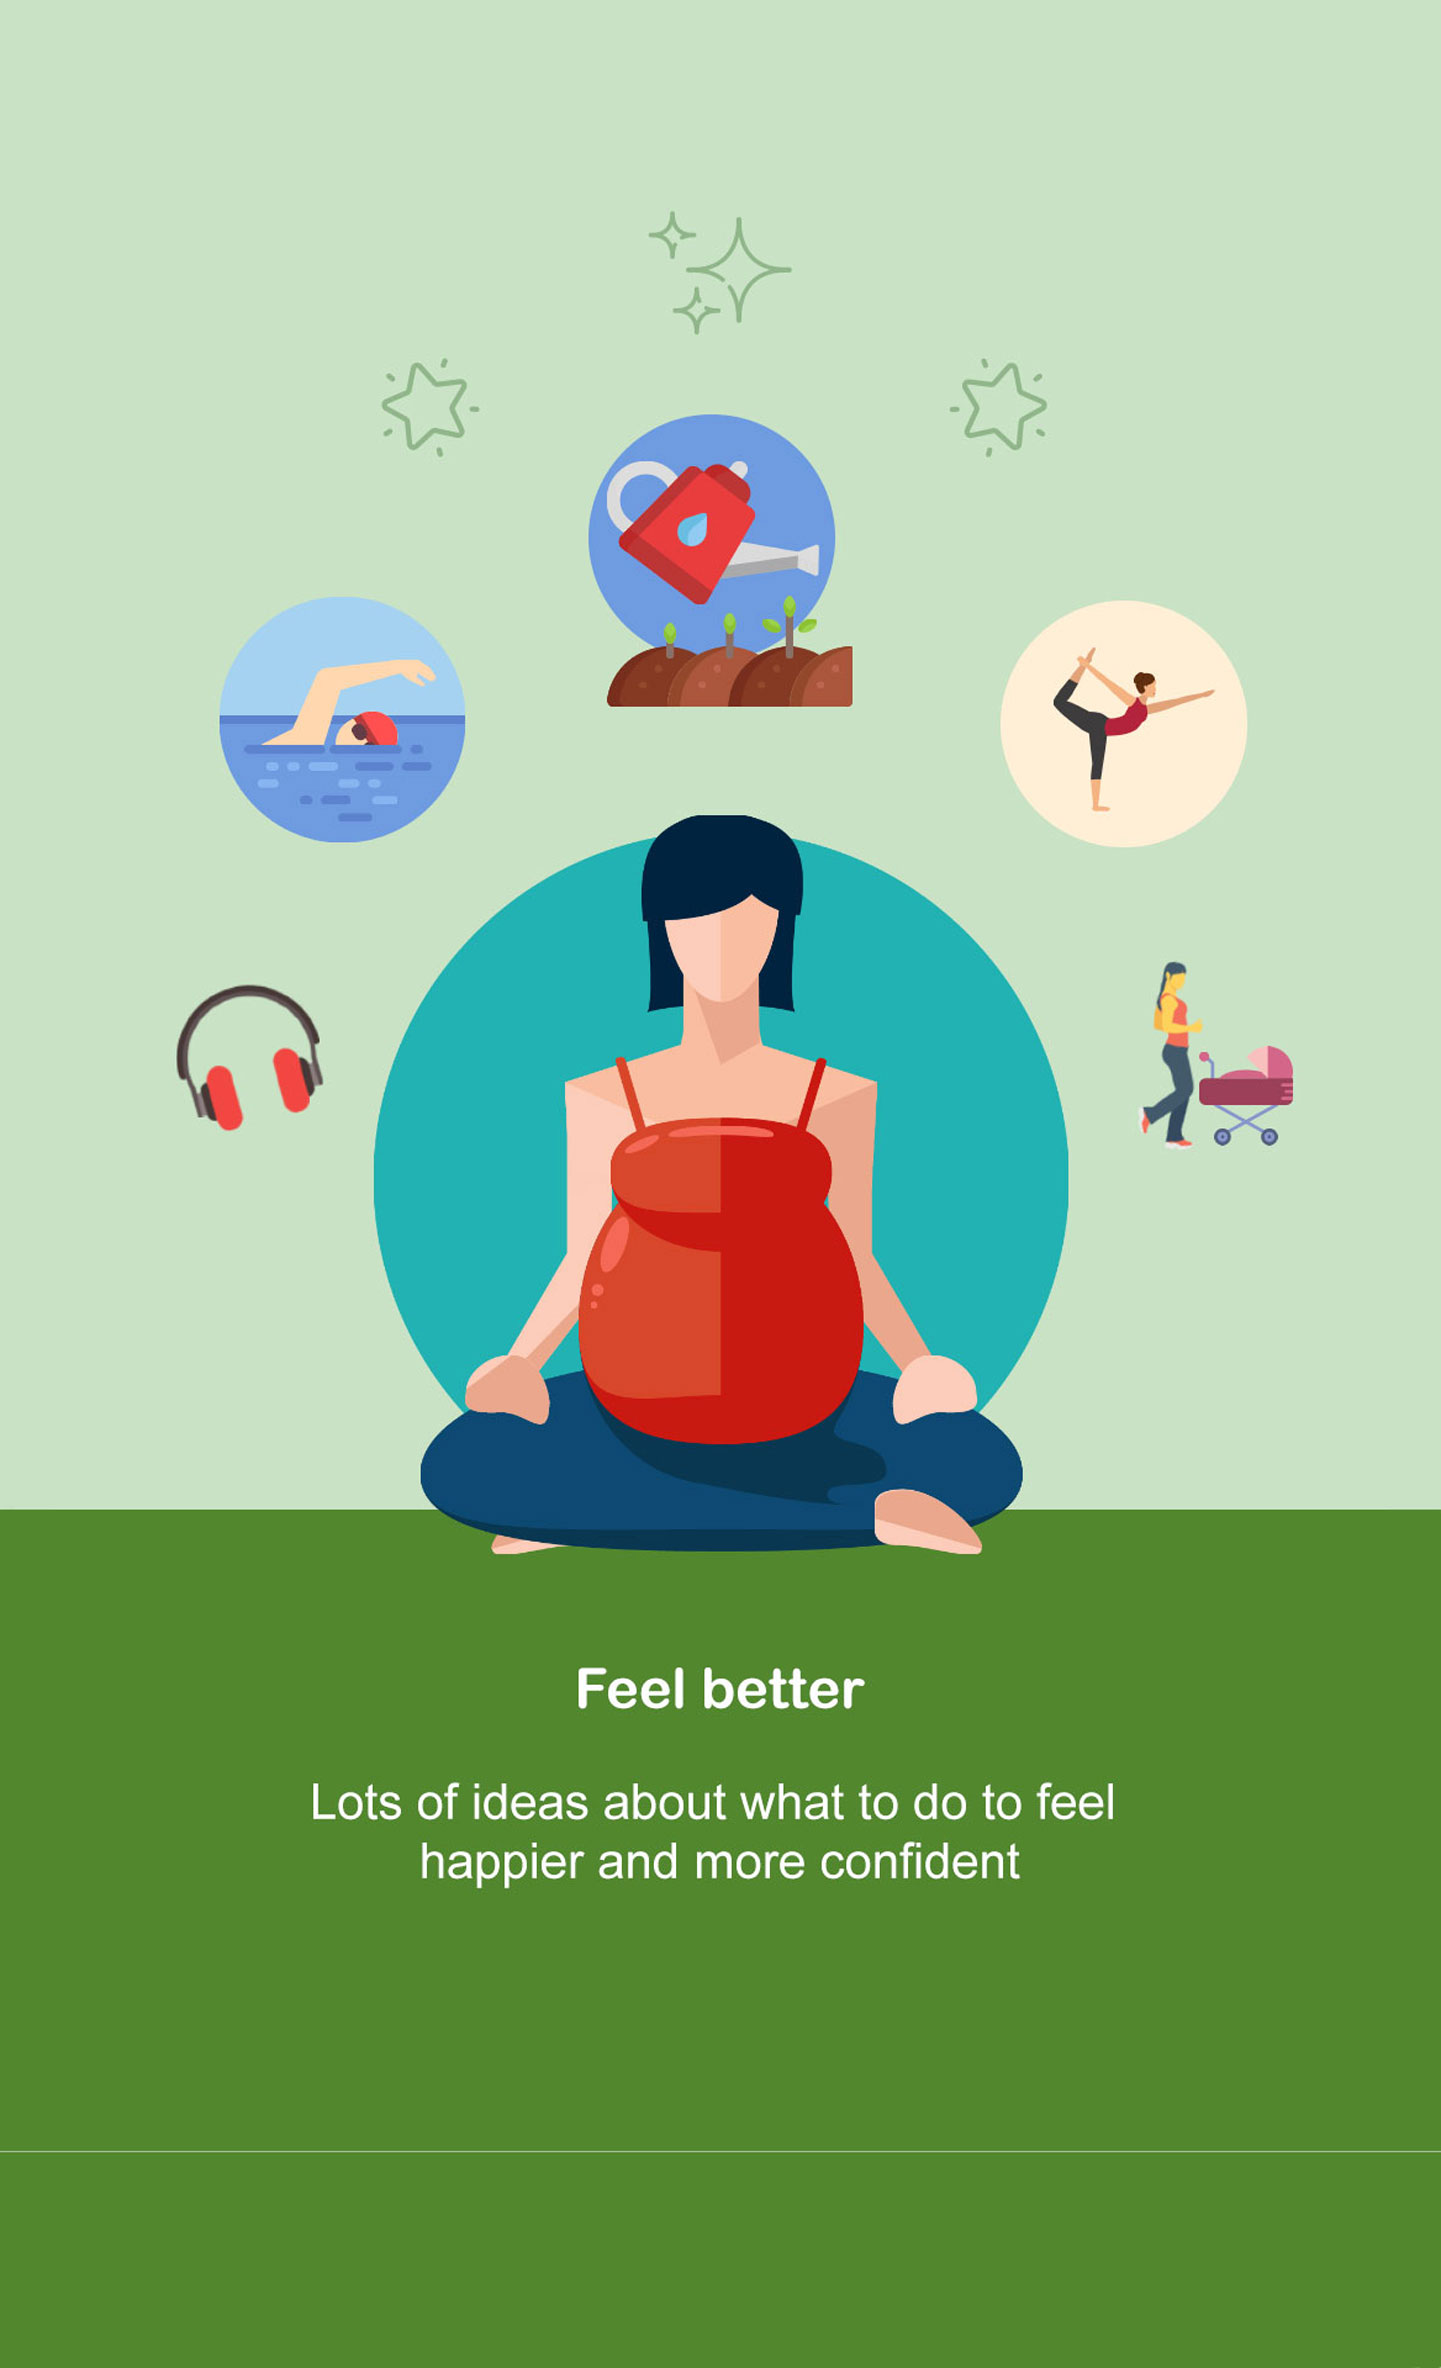 Feel better
Lots of ideas about what to do to feel
happier and more confident